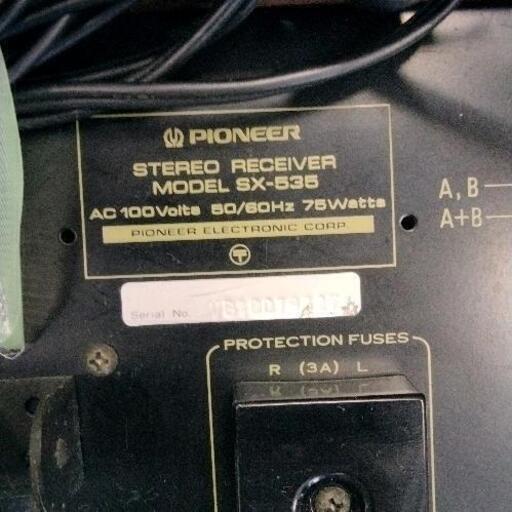 PIONEER
STEREO RECEIVER
MODEL SX-535
AC 100Volts 50/60Hz 75Watts
PIONEER ELECTRONIC CORP.
T
Serial No.
A, B
A+B
PROTECTION FUSES
R (3A) L